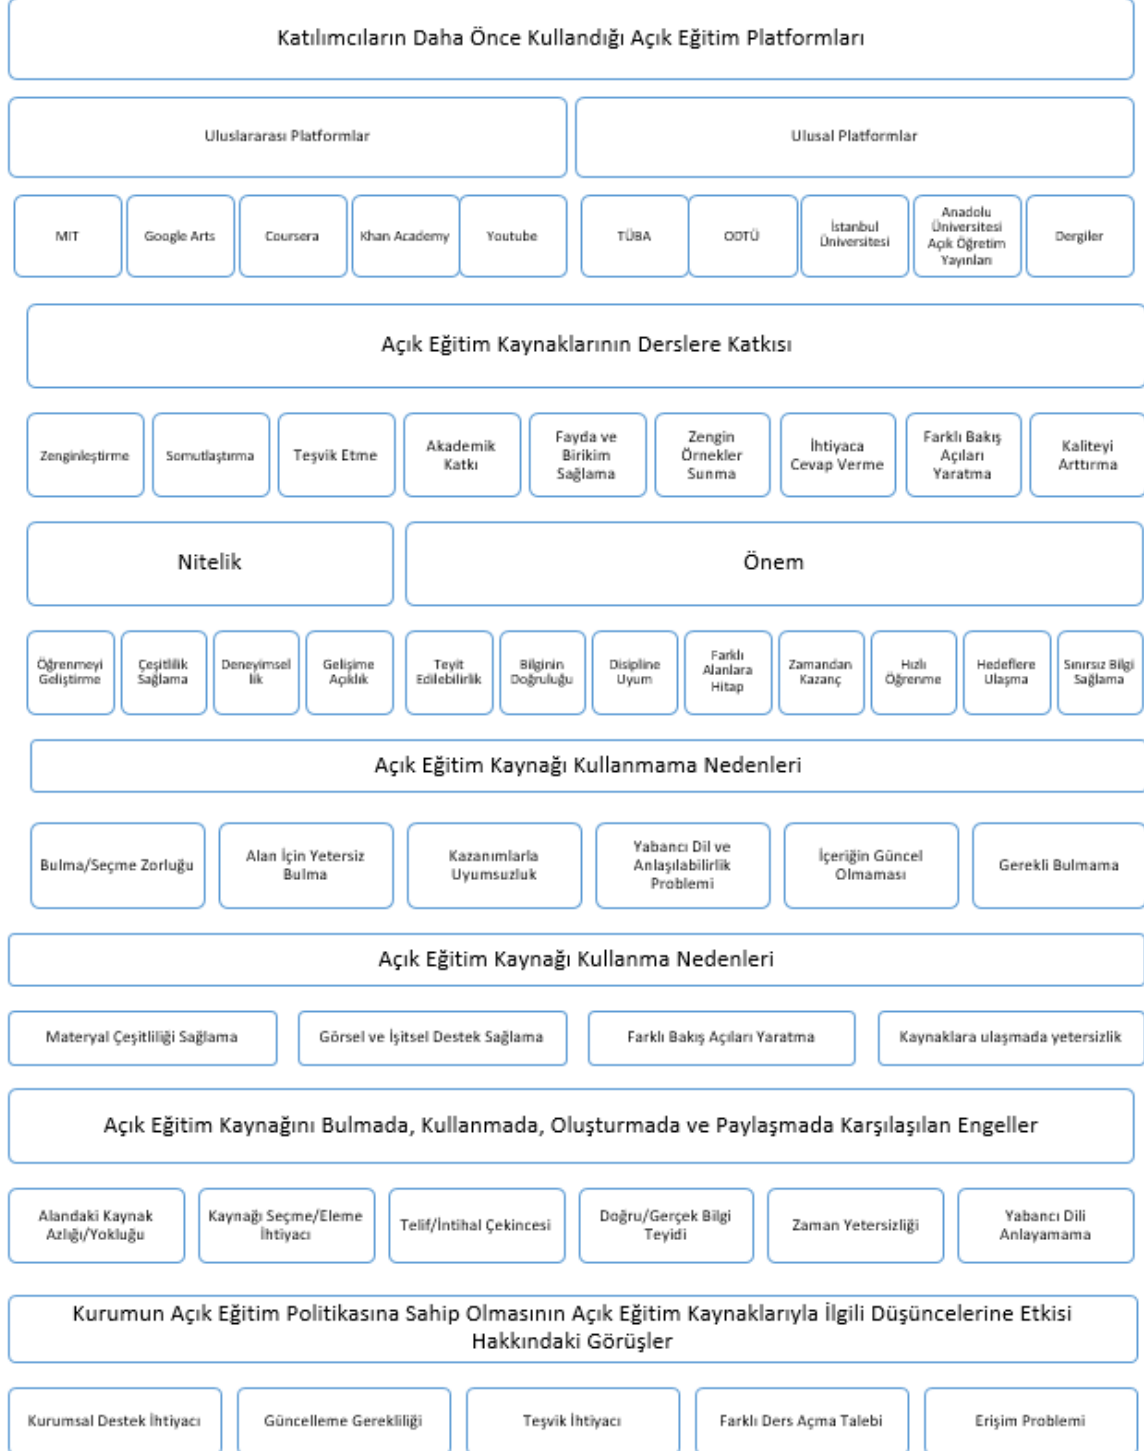 Katılımcıların Daha Önce Kullandığı Açık Eğitim Platformları
Uluslararası Platformlar
Ulusal Platformlar
MIT
Google Arts
Coursera
Khan Academy
Youtube
TÜBA
ODTÜ
İstanbul
Üniversitesi
Anadolu
Üniversitesi
Açık Öğretim
Yayınları
Dergiler
Açık Eğitim Kaynaklarının Derslere Katkısı
Zenginleştirme
Somutlaştırma
Teşvik Etme
Akademik
Katkı
Fayda ve
Birikim
Sağlama
Zengin
Örnekler
Sunma
İhtiyaca
Cevap Verme
Farklı Bakış
Açıları
Yaratma
Kaliteyi
Arttırma
Nitelik
Önem
Öğrenmeyi
Geliştirme
Çeşitlilik
Sağlama
Deneyimsel
lik
Gelişime
Açıklık
Teyit
Edilebilirlik
Bilginin
Doğruluğu
Disipline
Uyum
Farklı
Alanlara
Hitap
Zamandan
Kazanç
Hızlı
Öğrenme
Hedeflere
Ulaşma
Sınırsız Bilgi
Sağlama
Açık Eğitim Kaynağı Kullanmama Nedenleri
Bulma/Seçme Zorluğu
Alan İçin Yetersiz
Bulma
Kazanımlarla
Uyumsuzluk
Yabancı Dil ve
Anlaşılabilirlik
Problemi
İçeriğin Güncel
Olmaması
Gerekli Bulmama
Açık Eğitim Kaynağı Kullanma Nedenleri
Materyal Çeşitliliği Sağlama
Görsel ve İşitsel Destek Sağlama
Farklı Bakış Açıları Yaratma
Kaynaklara ulaşmada yetersizlik
Açık Eğitim Kaynağını Bulmada, Kullanmada, Oluşturmada ve Paylaşmada Karşılaşılan Engeller
Alandaki Kaynak
Azlığı/Yokluğu
Kaynağı Seçme/Eleme
İhtiyacı
Telif/İntihal Çekincesi
Doğru/Gerçek Bilgi
Teyidi
Zaman Yetersizliği
Yabancı Dili
Anlayamama
Kurumun Açık Eğitim Politikasına Sahip Olmasının Açık Eğitim Kaynaklarıyla İlgili Düşüncelerine Etkisi
Hakkındaki Görüşler
Kurumsal Destek İhtiyacı
Güncelleme Gerekliliği
Teşvik İhtiyacı
Farklı Ders Açma Talebi
Erişim Problemi